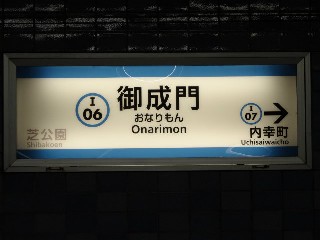 I
06
御成門
おなりもん
Onarimon
芝公園
Shibakoen
I
07
内幸町
Uchisaiwaicho